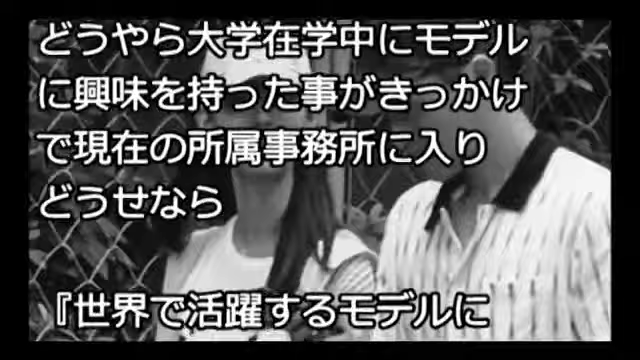 どうやら大学在学中にモデル
に興味を持った事がきっかけ
で現在の所属事務所に入り
どうせなら
『世界で活躍するモデルに